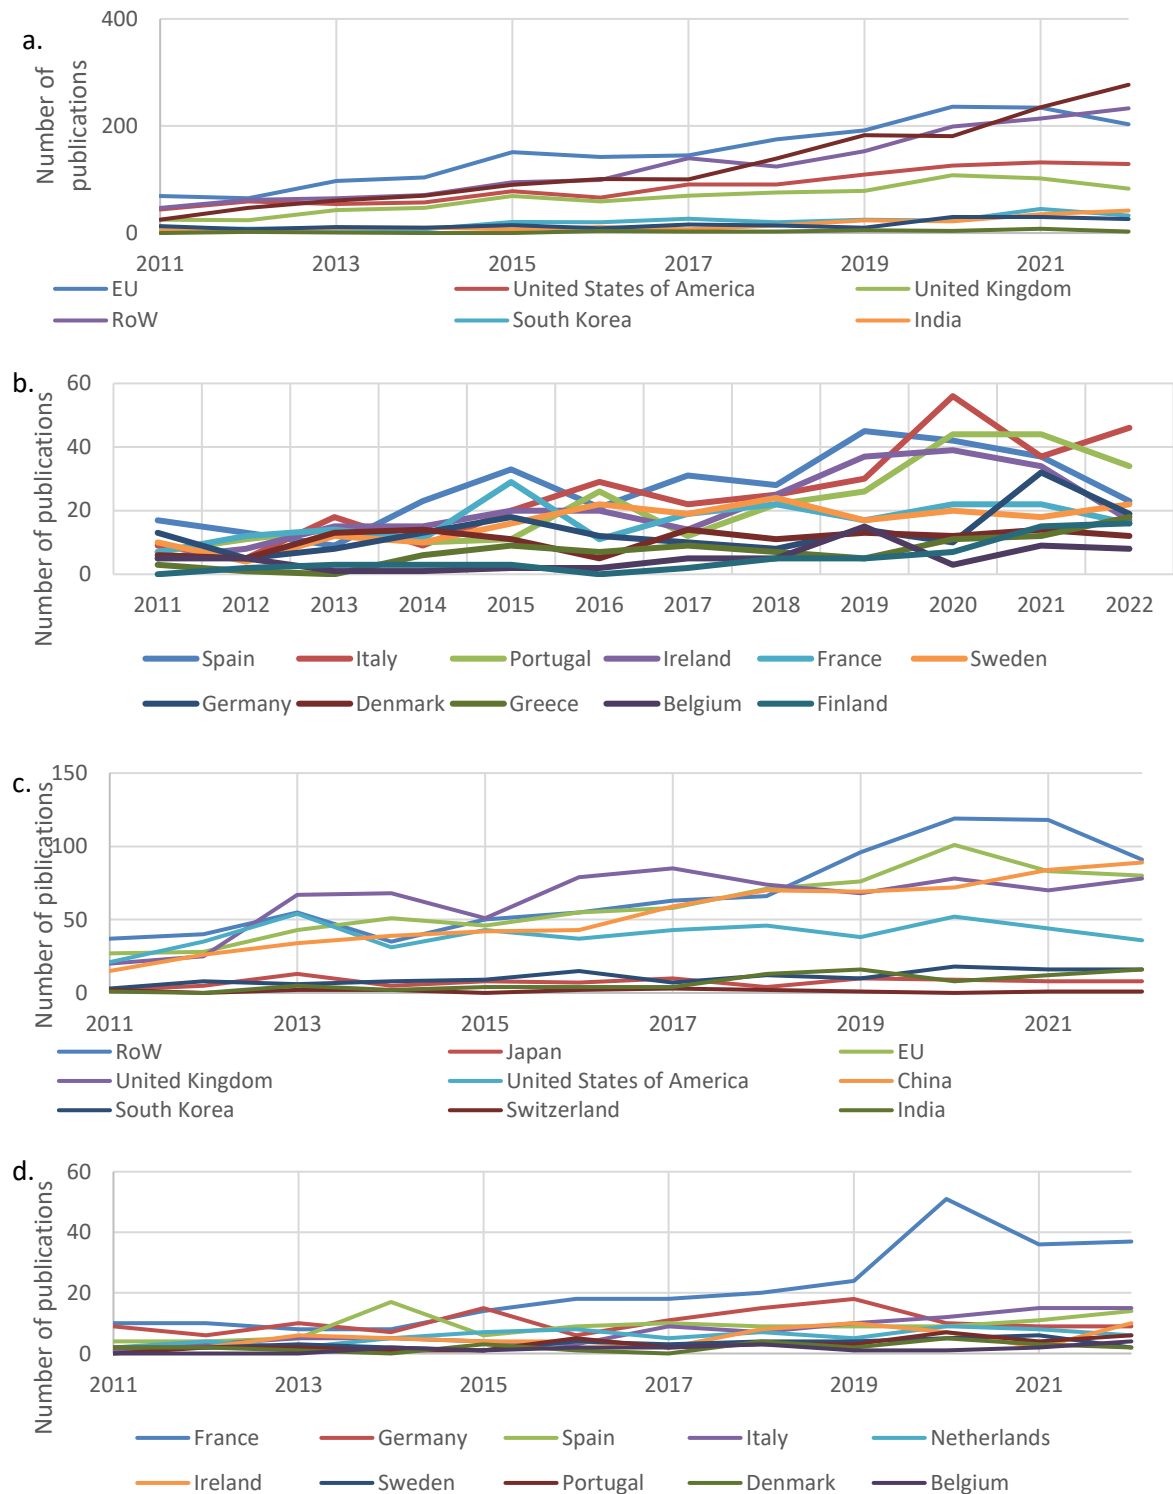 a.
Number of
publications
400
200
0
2011 2013 2015 2017 2019 2021
EU United States of America United Kingdom
RoW South Korea India
b.
Number of publications
60
40
20
0
2011 2012 2013 2014 2015 2016 2017 2018 2019 2020 2021 2022
Spain Italy Portugal Ireland France Sweden
Germany Denmark Greece Belgium Finland
c.
Number of piblications
150
100
50
0
2011 2013 2015 2017 2019 2021
RoW Japan EU
United Kingdom United States of America China
South Korea Switzerland India
d.
Number of publications
60
40
20
0
2011 2013 2015 2017 2019 2021
France Germany Spain Italy Netherlands
Ireland Sweden Portugal Denmark Belgium